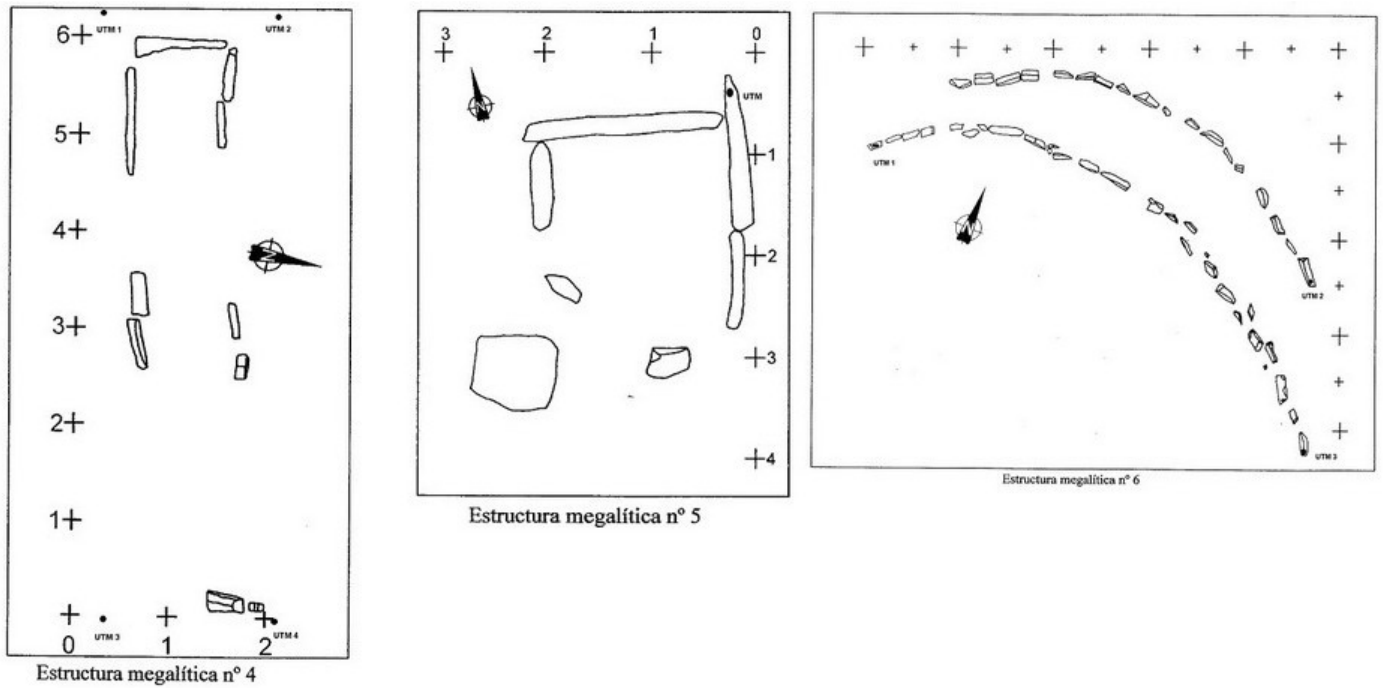 UTM 1 UTM 2
6
5
4
N
3
2
1
UTM 3 UTM 4
0 1 2
Estructura megalítica nº 4
3 2 1 0
N
UTM
1
2
3
4
Estructura megalítica nº 5
UTM 1
N
UTM 2
UTM 3
Estructura megalítica nº 6